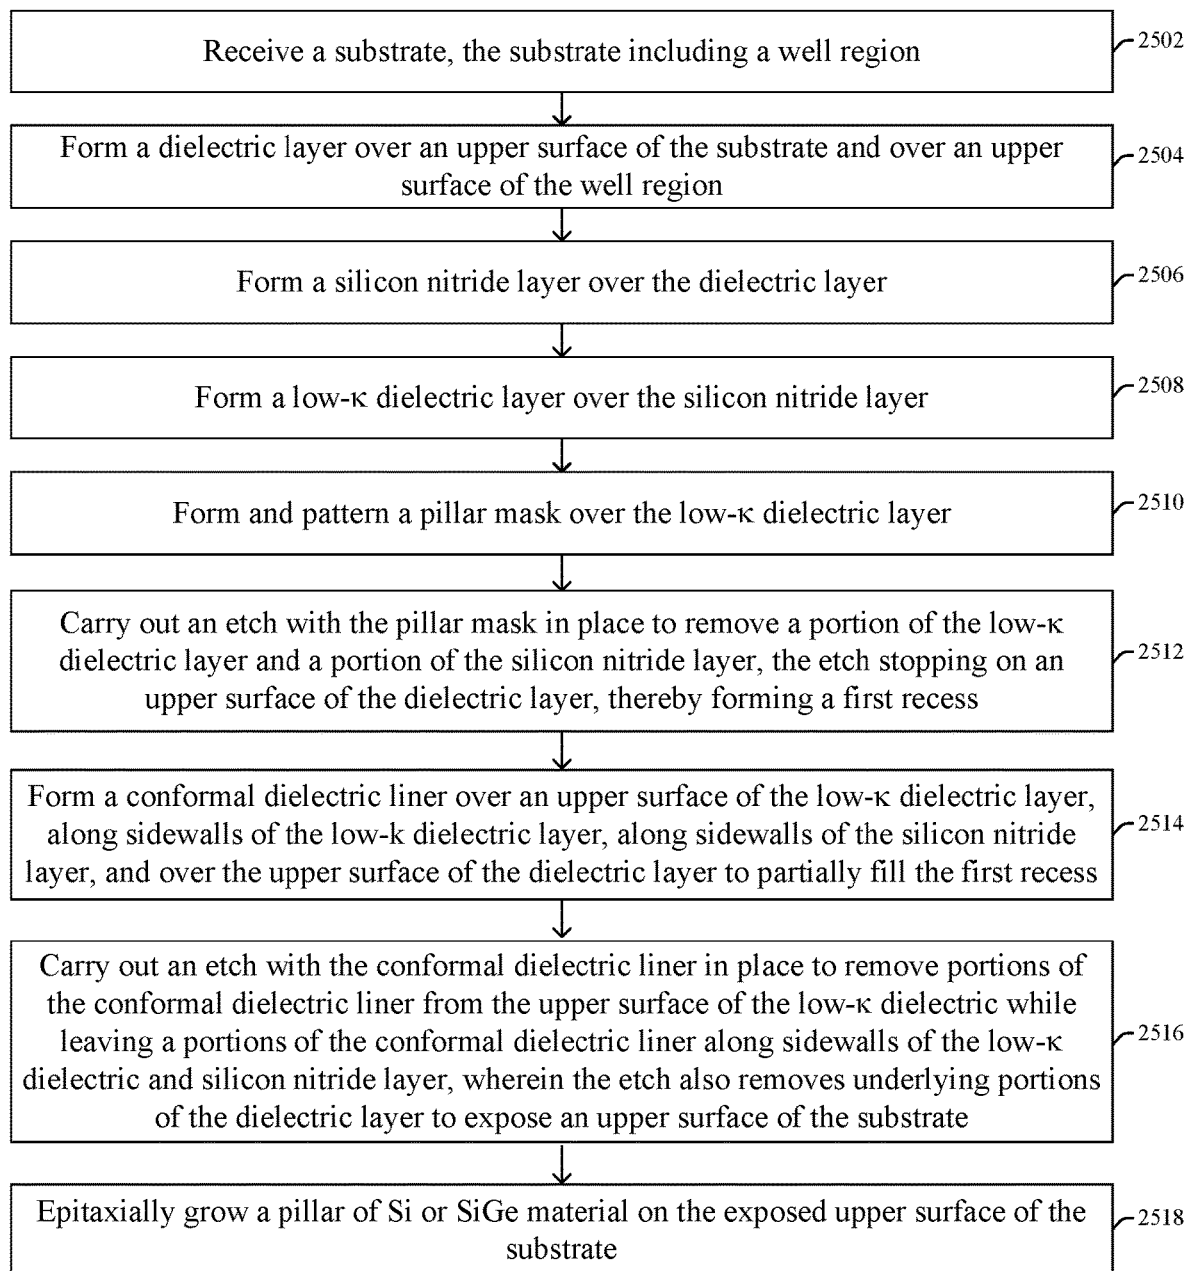 Receive a substrate, the substrate including a well region
2502
Form a dielectric layer over an upper surface of the substrate and over an upper
surface of the well region
2504
Form a silicon nitride layer over the dielectric layer
2506
Form a low-κ dielectric layer over the silicon nitride layer
2508
Form and pattern a pillar mask over the low-κ dielectric layer
2510
Carry out an etch with the pillar mask in place to remove a portion of the low-κ
dielectric layer and a portion of the silicon nitride layer, the etch stopping on an
upper surface of the dielectric layer, thereby forming a first recess
2512
Form a conformal dielectric liner over an upper surface of the low-κ dielectric layer,
along sidewalls of the low-k dielectric layer, along sidewalls of the silicon nitride
layer, and over the upper surface of the dielectric layer to partially fill the first recess
2514
Carry out an etch with the conformal dielectric liner in place to remove portions of
the conformal dielectric liner from the upper surface of the low-κ dielectric while
leaving a portions of the conformal dielectric liner along sidewalls of the low-κ
dielectric and silicon nitride layer, wherein the etch also removes underlying portions
of the dielectric layer to expose an upper surface of the substrate
2516
Epitaxially grow a pillar of Si or SiGe material on the exposed upper surface of the
substrate
2518